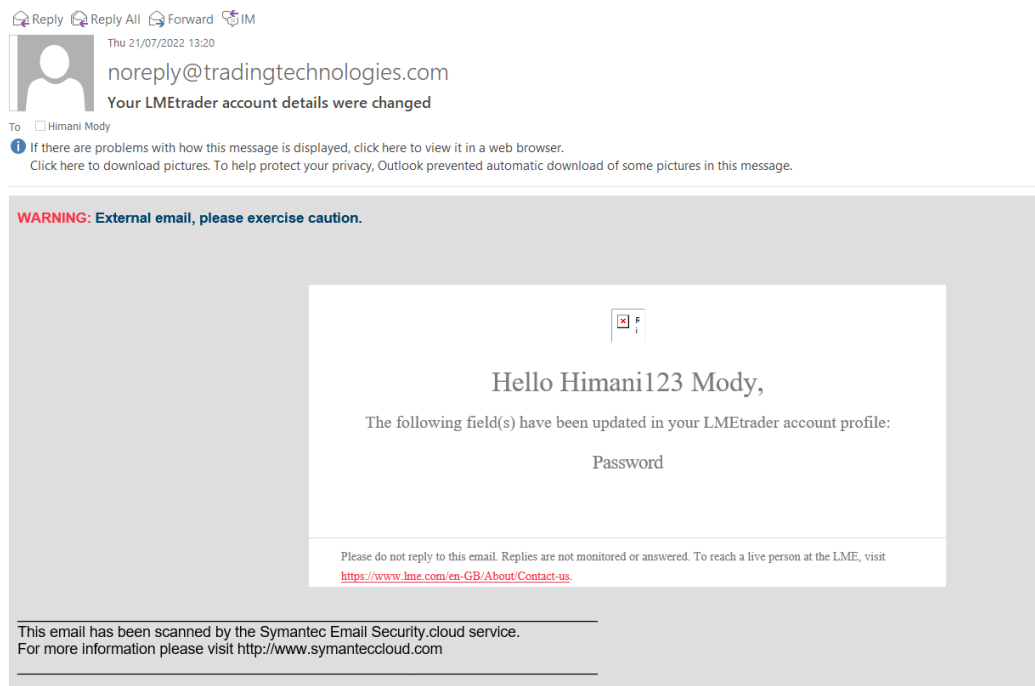 Reply Reply All Forward IM
Thu 21/07/2022 13:20
noreply@tradingtechnologies.com
Your LMEtrader account details were changed
To Himani Mody
If there are problems with how this message is displayed, click here to view it in a web browser.
Click here to download pictures. To help protect your privacy, Outlook prevented automatic download of some pictures in this message.
WARNING: External email, please exercise caution.
R
i
Hello Himani123 Mody,
The following field(s) have been updated in your LMEtrader account profile:
Password
Please do not reply to this email. Replies are not monitored or answered. To reach a live person at the LME, visit
https://www.lme.com/en-GB/About/Contact-us.
This email has been scanned by the Symantec Email Security.cloud service.
For more information please visit http://www.symanteccloud.com